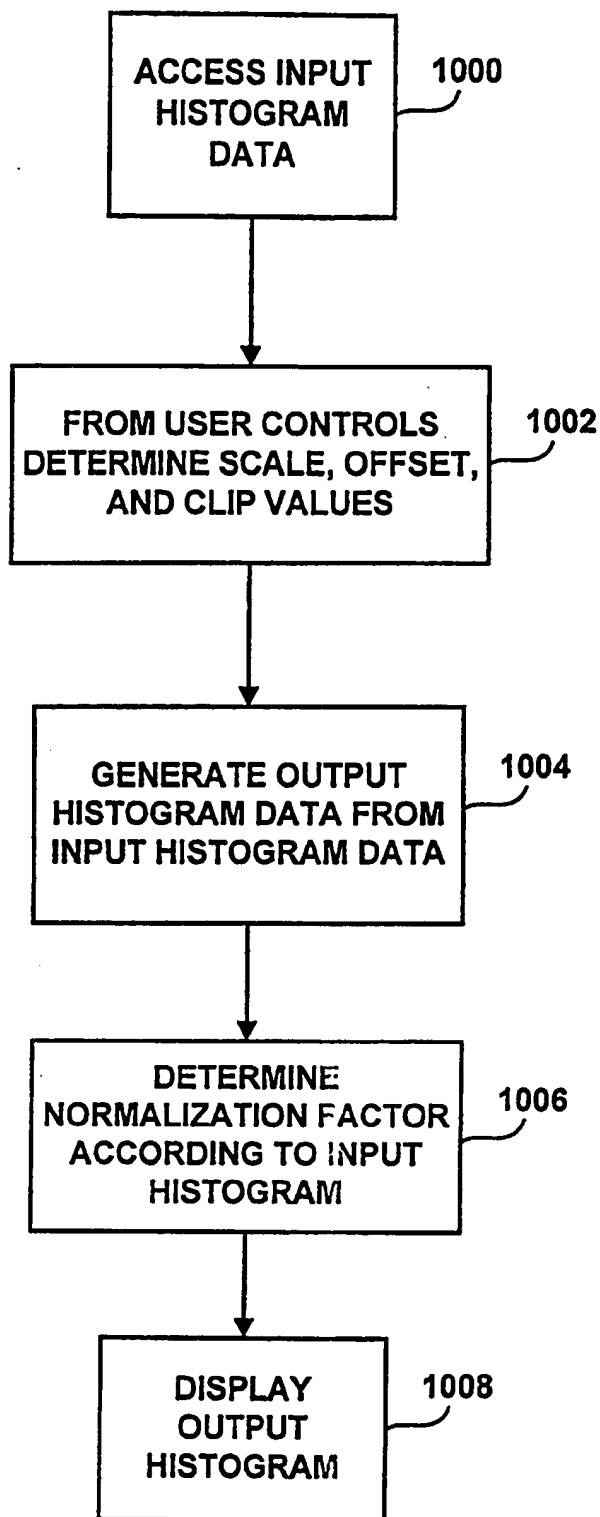 ACCESS INPUT
HISTOGRAM
DATA
1000
FROM USER CONTROLS
DETERMINE SCALE, OFFSET,
AND CLIP VALUES
1002
GENERATE OUTPUT
HISTOGRAM DATA FROM
INPUT HISTOGRAM DATA
1004
DETERMINE
NORMALIZATION FACTOR
ACCORDING TO INPUT
HISTOGRAM
1006
DISPLAY
OUTPUT
HISTOGRAM
1008